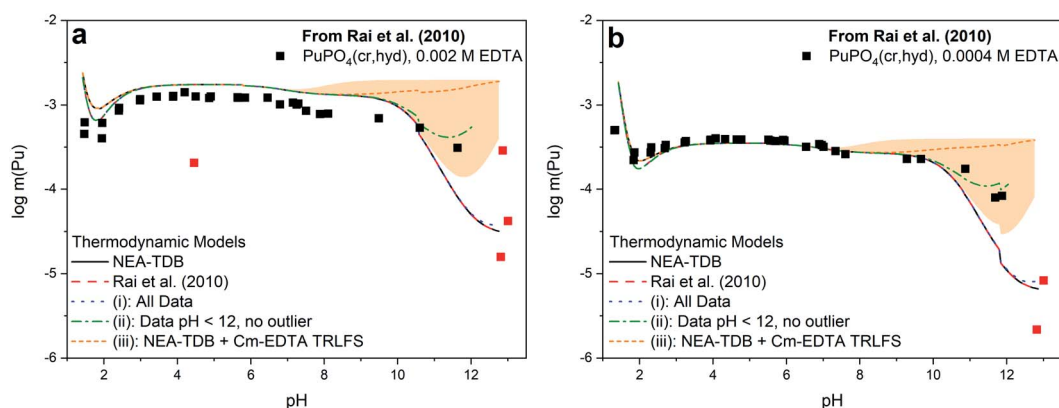 a
From Rai et al. (2010)
PuPO₄(cr,hyd), 0.002 M EDTA
-2
-3
-4
-5
-6
log m(Pu)
Thermodynamic Models
NEA-TDB
Rai et al. (2010)
(i): All Data
(ii): Data pH < 12, no outlier
(iii): NEA-TDB + Cm-EDTA TRLFS
2 4 6 8 10 12 14
pH
b
From Rai et al. (2010)
PuPO₄(cr,hyd), 0.0004 M EDTA
-2
-3
-4
-5
-6
log m(Pu)
Thermodynamic Models
NEA-TDB
Rai et al. (2010)
(i): All Data
(ii): Data pH < 12, no outlier
(iii): NEA-TDB + Cm-EDTA TRLFS
2 4 6 8 10 12 14
pH